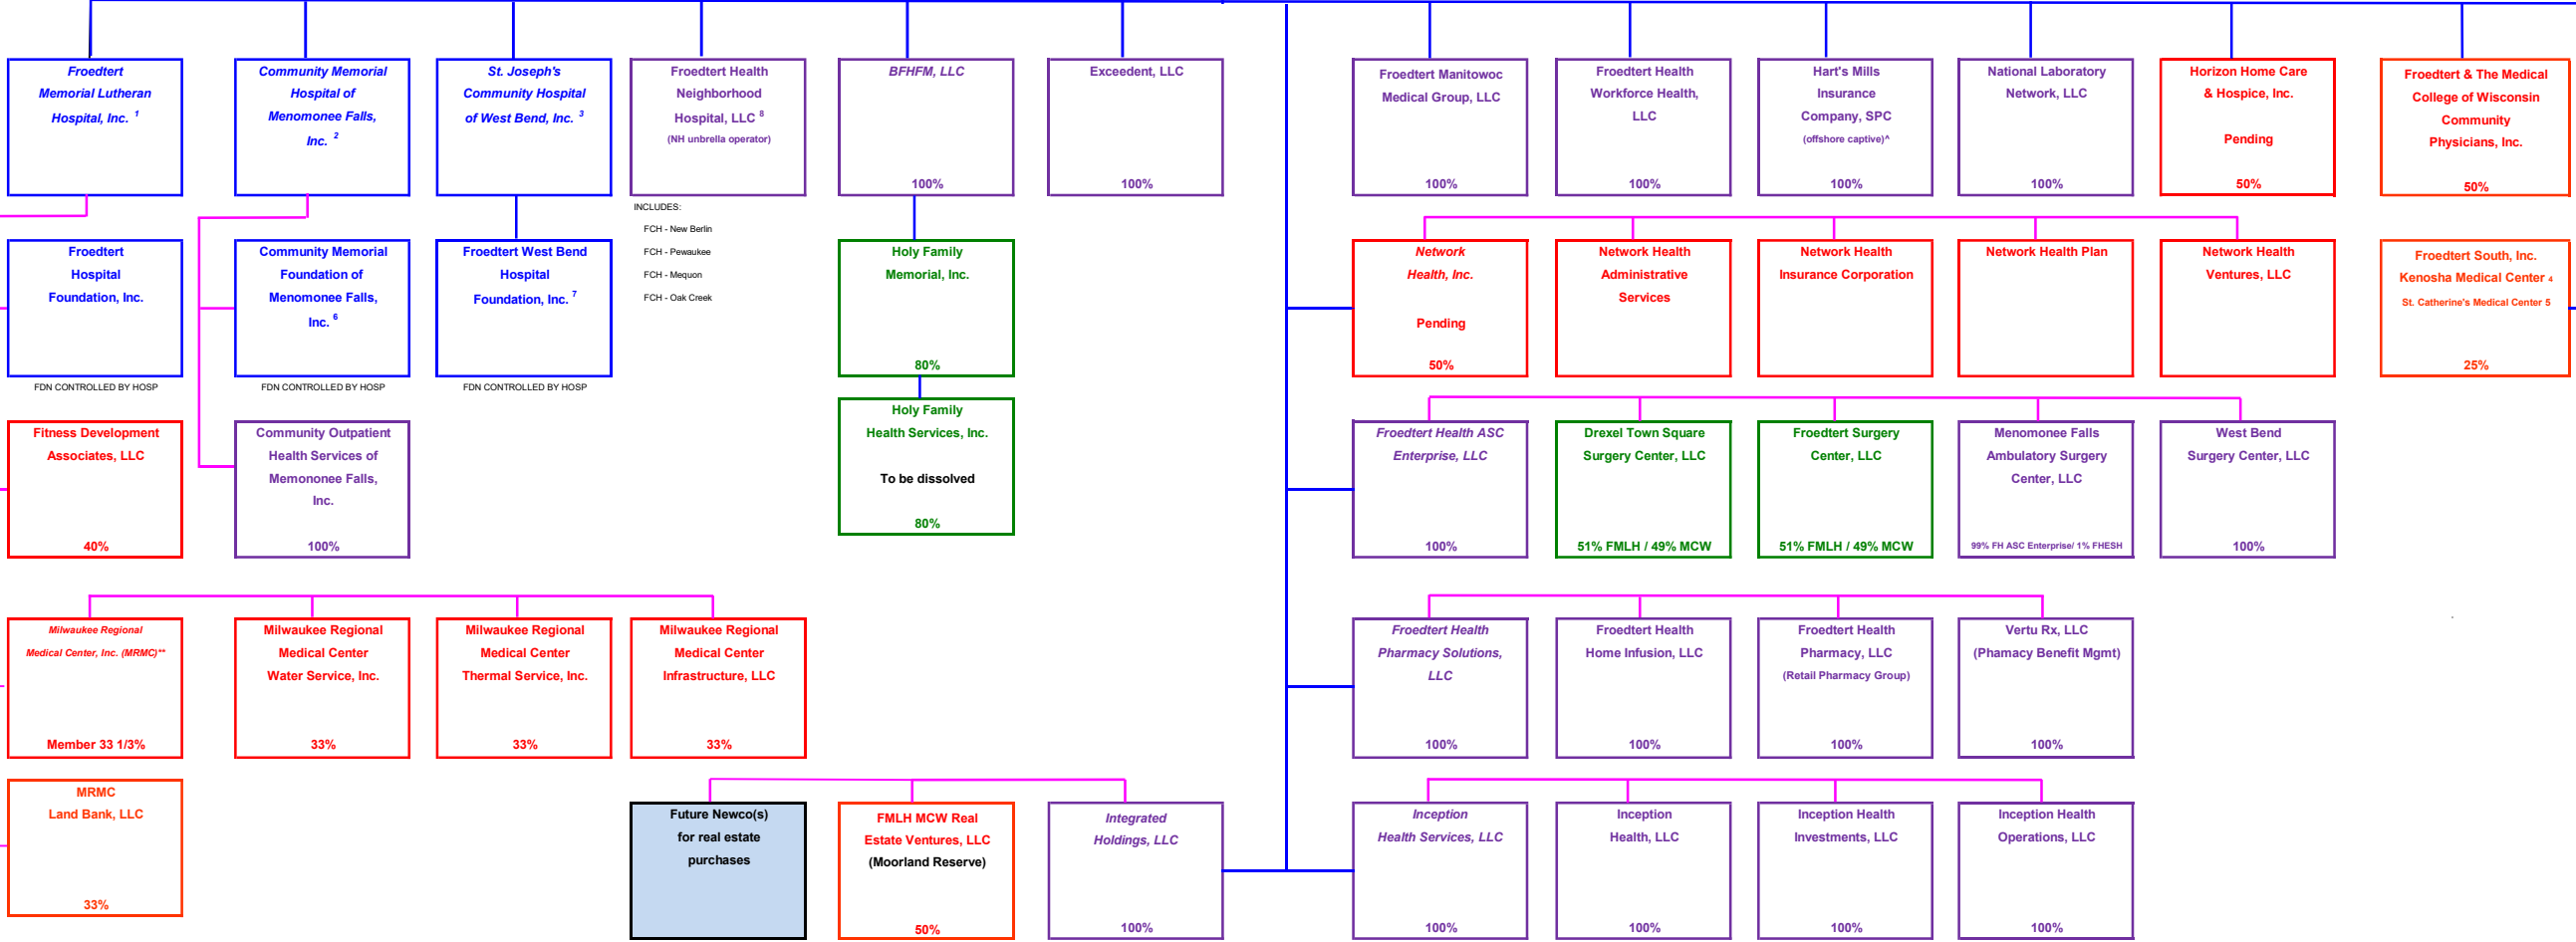 Froedtert
Memorial Lutheran
Hospital, Inc. 1
Community Memorial
Hospital of
Menomonee Falls,
Inc. 2
St. Joseph's
Community Hospital
of West Bend, Inc. 3
Froedtert Health
Neighborhood
Hospital, LLC 8
(NH unbrella operator)
BFHFM, LLC
100%
Exceedent, LLC
100%
Froedtert Manitowoc
Medical Group, LLC
100%
Froedtert Health
Workforce Health,
LLC
100%
Hart's Mills
Insurance
Company, SPC
(offshore captive)^
100%
National Laboratory
Network, LLC
100%
Horizon Home Care
& Hospice, Inc.
Pending
50%
Froedtert & The Medical
College of Wisconsin
Community
Physicians, Inc.
50%
INCLUDES:
FCH - New Berlin
FCH - Pewaukee
FCH - Mequon
FCH - Oak Creek
Froedtert
Hospital
Foundation, Inc.
FDN CONTROLLED BY HOSP
Community Memorial
Foundation of
Menomonee Falls,
Inc. 6
FDN CONTROLLED BY HOSP
Froedtert West Bend
Hospital
Foundation, Inc. 7
FDN CONTROLLED BY HOSP
Holy Family
Memorial, Inc.
80%
Network
Health, Inc.
Pending
50%
Network Health
Administrative
Services
Network Health
Insurance Corporation
Network Health Plan
Network Health
Ventures, LLC
Froedtert South, Inc.
Kenosha Medical Center 4
St. Catherine's Medical Center 5
25%
Fitness Development
Associates, LLC
40%
Community Outpatient
Health Services of
Memononee Falls,
Inc.
100%
Holy Family
Health Services, Inc.
To be dissolved
80%
Froedtert Health ASC
Enterprise, LLC
100%
Drexel Town Square
Surgery Center, LLC
51% FMLH / 49% MCW
Froedtert Surgery
Center, LLC
51% FMLH / 49% MCW
Menomonee Falls
Ambulatory Surgery
Center, LLC
99% FH ASC Enterprise/ 1% FHESH
West Bend
Surgery Center, LLC
100%
Milwaukee Regional
Medical Center, Inc. (MRMC)**
Member 33 1/3%
Milwaukee Regional
Medical Center
Water Service, Inc.
33%
Milwaukee Regional
Medical Center
Thermal Service, Inc.
33%
Milwaukee Regional
Medical Center
Infrastructure, LLC
33%
Froedtert Health
Pharmacy Solutions,
LLC
100%
Froedtert Health
Home Infusion, LLC
100%
Froedtert Health
Pharmacy, LLC
(Retail Pharmacy Group)
100%
Vertu Rx, LLC
(Phamacy Benefit Mgmt)
100%
MRMC
Land Bank, LLC
33%
Future Newco(s)
for real estate
purchases
FMLH MCW Real
Estate Ventures, LLC
(Moorland Reserve)
50%
Integrated
Holdings, LLC
100%
Inception
Health Services, LLC
100%
Inception
Health, LLC
100%
Inception Health
Investments, LLC
100%
Inception Health
Operations, LLC
100%